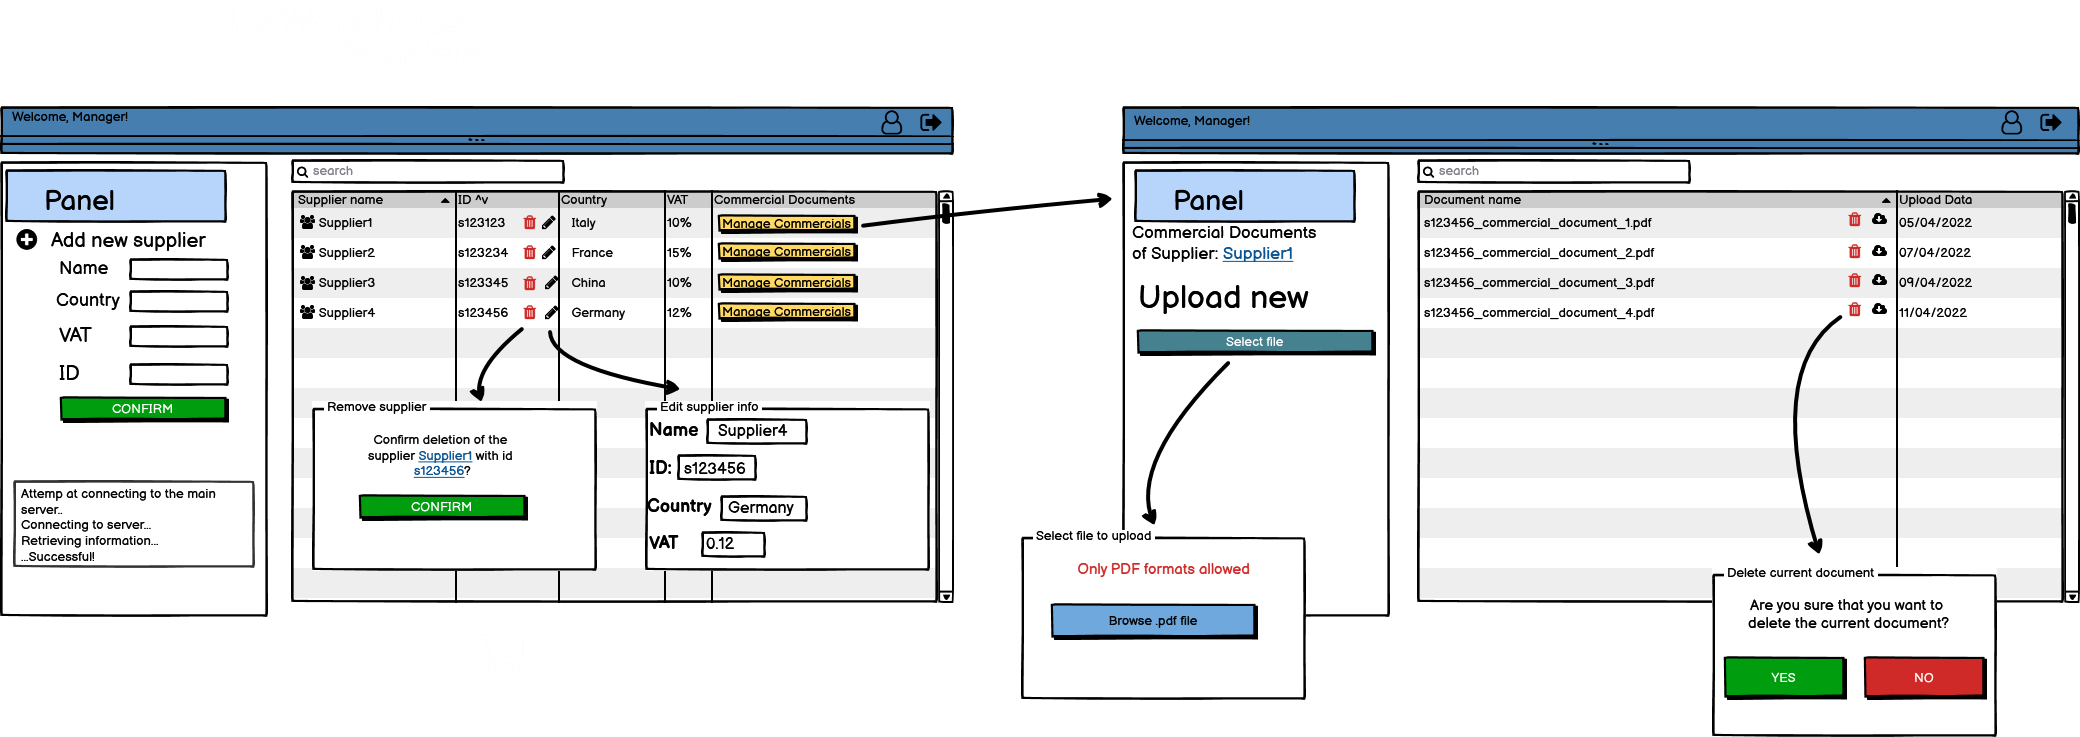 Welcome, Manager!
Panel
Add new supplier
Name
Country
VAT
ID
CONFIRM
Attemp at connecting to the main
server..
Connecting to server...
Retrieving information...
...Successful!
search
Supplier name ID ^v Country VAT Commercial Documents
Supplier1 s123123 Italy 10% Manage Commercials
Supplier2 s123234 France 15% Manage Commercials
Supplier3 s123345 China 10% Manage Commercials
Supplier4 s123456 Germany 12% Manage Commercials
Remove supplier
Confirm deletion of the
supplier Supplier1 with id
s123456?
CONFIRM
Edit supplier info
Name Supplier4
ID: s123456
Country Germany
VAT 0.12
Welcome, Manager!
Panel
Commercial Documents
of Supplier: Supplier1
Upload new
Select file
Select file to upload
Only PDF formats allowed
Browse .pdf file
search
Document name Upload Data
s123456_commercial_document_1.pdf 05/04/2022
s123456_commercial_document_2.pdf 07/04/2022
s123456_commercial_document_3.pdf 09/04/2022
s123456_commercial_document_4.pdf 11/04/2022
Delete current document
Are you sure that you want to
delete the current document?
YES NO